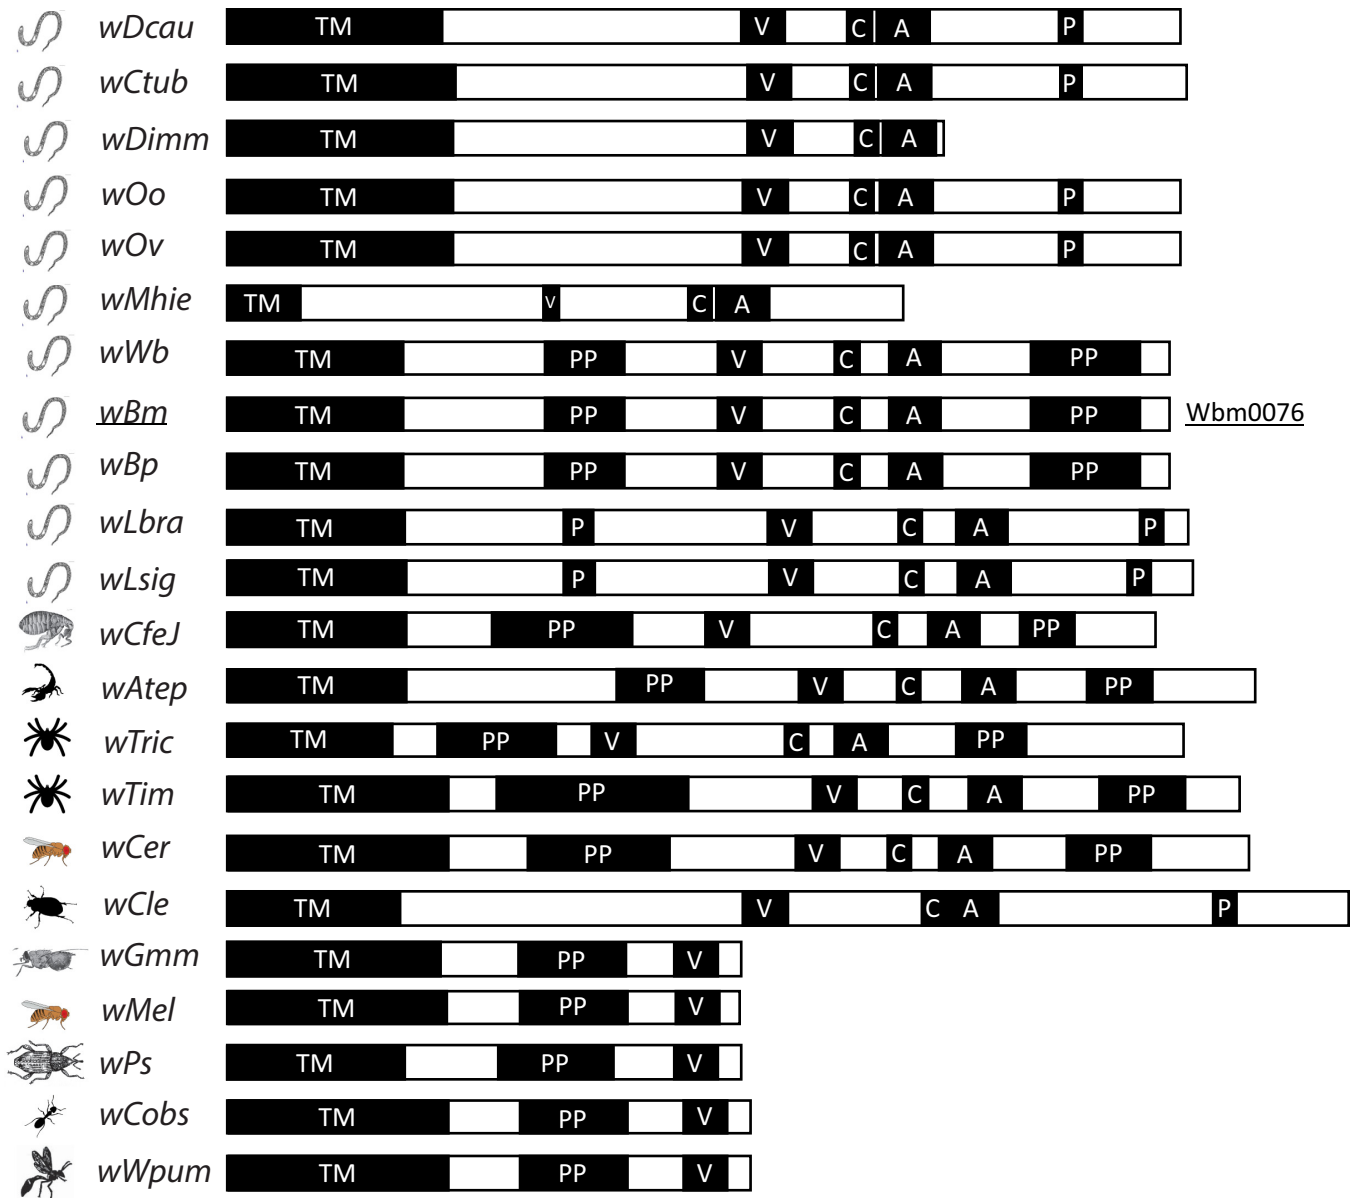 wDcau TM V C A P
wCtub TM V C A P
wDimm TM V C A
wOo TM V C A P
wOv TM V C A P
wMhie TM V C A
wWb TM PP V C A PP
wBm TM PP V C A PP Wbm0076
wBp TM PP V C A PP
wLbra TM P V C A P
wLsig TM P V C A P
wCfeJ TM PP V C A PP
wAtep TM PP V C A PP
wTric TM PP V C A PP
wTim TM PP V C A PP
wCer TM PP V C A PP
wCle TM V C A P
wGmm TM PP V
wMel TM PP V
wPs TM PP V
wCobs TM PP V
wWpum TM PP V